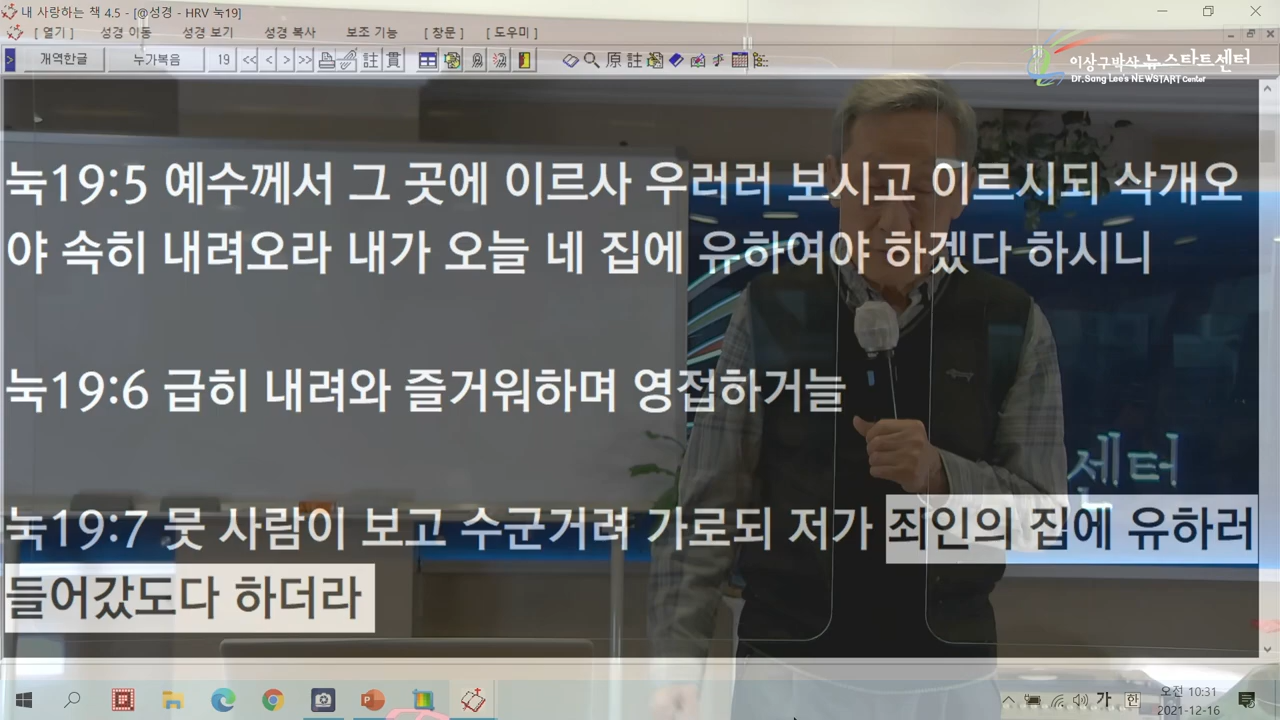 내 사랑하는 책 4.5 - [@성경 - HRV 눅19]
[ 열기 ] 성경 이동 성경 보기 성경 복사 보조 기능 [ 창문 ] [ 도우미 ]
개역한글 누가복음 19 << < > >> 註 貫 原 註
이상구박사 뉴스타트센터
Dr. Sang Lee's NEWSTART Center
눅19:5 예수께서 그 곳에 이르사 우러러 보시고 이르시되 삭개오
야 속히 내려오라 내가 오늘 네 집에 유하여야 하겠다 하시니
눅19:6 급히 내려와 즐거워하며 영접하거늘
센터
눅19:7 뭇 사람이 보고 수군거려 가로되 저가 죄인의 집에 유하러
들어갔도다 하더라
가 한 오전 10:31
2021-12-16